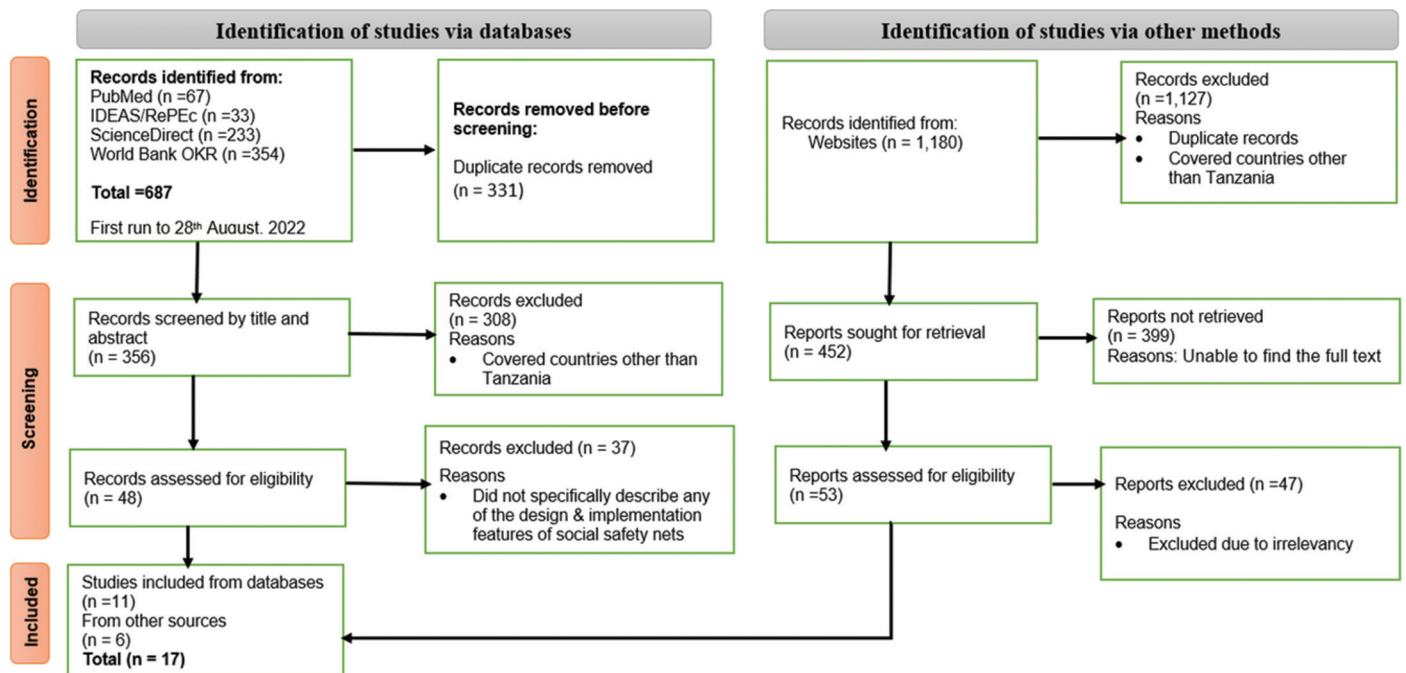 Identification of studies via databases
Identification
Records identified from:
PubMed (n =67)
IDEAS/RePEc (n =33)
ScienceDirect (n =233)
World Bank OKR (n =354)
Total =687
First run to 28th August. 2022
Records removed before
screening:
Duplicate records removed
(n = 331)
Screening
Records screened by title and
abstract
(n = 356)
Records excluded
(n = 308)
Reasons
• Covered countries other than
Tanzania
Records assessed for eligibility
(n = 48)
Records excluded (n = 37)
Reasons
• Did not specifically describe any
of the design & implementation
features of social safety nets
Included
Studies included from databases
(n =11)
From other sources
(n = 6)
Total (n = 17)
Identification of studies via other methods
Records identified from:
Websites (n = 1,180)
Records excluded
(n =1,127)
Reasons
• Duplicate records
• Covered countries other
than Tanzania
Reports sought for retrieval
(n = 452)
Reports not retrieved
(n = 399)
Reasons: Unable to find the full text
Reports assessed for eligibility
(n =53)
Reports excluded (n =47)
Reasons
• Excluded due to irrelevancy